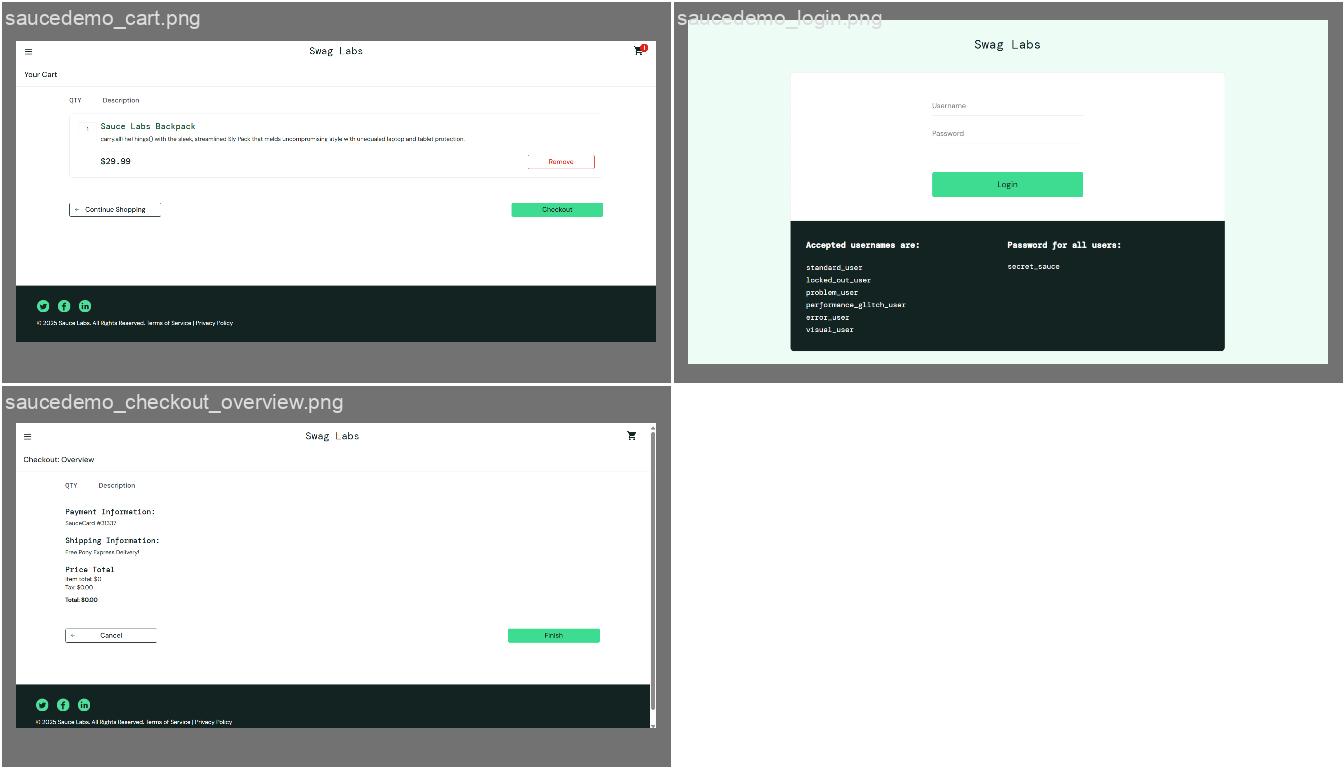 saucedemo_cart.png
Swag Labs
1
Your Cart
QTY Description
1
Sauce Labs Backpack
carry.allTheThings() with the sleek, streamlined Sly Pack that melds uncompromising style with unequaled laptop and tablet protection.
$29.99
Remove
← Continue Shopping
Checkout
© 2025 Sauce Labs. All Rights Reserved. Terms of Service | Privacy Policy
saucedemo_login.png
Swag Labs
Username
Password
Login
Accepted usernames are:
standard_user
locked_out_user
problem_user
performance_glitch_user
error_user
visual_user
Password for all users:
secret_sauce
saucedemo_checkout_overview.png
Swag Labs
Checkout: Overview
QTY Description
Payment Information:
SauceCard #31337
Shipping Information:
Free Pony Express Delivery!
Price Total
Item total: $0
Tax: $0.00
Total: $0.00
← Cancel
Finish
© 2025 Sauce Labs. All Rights Reserved. Terms of Service | Privacy Policy